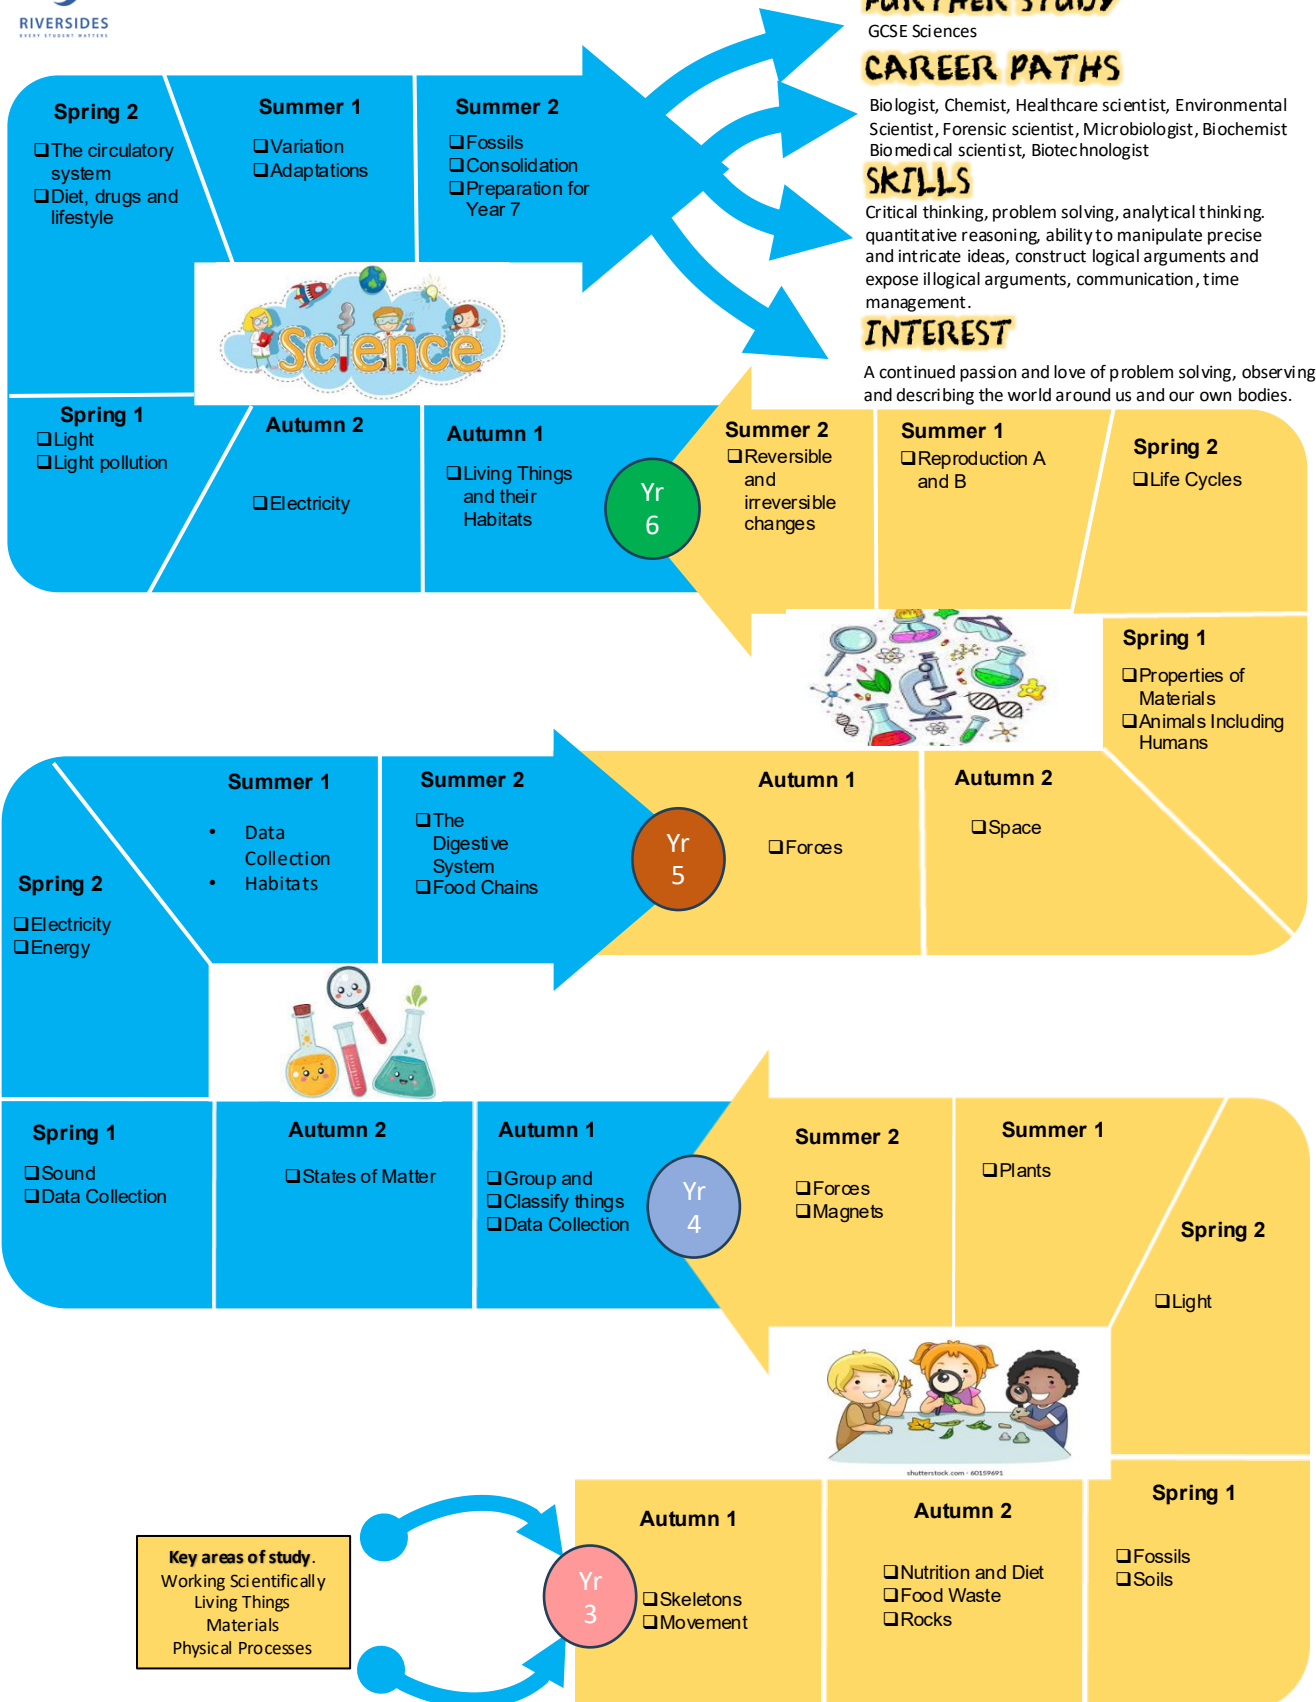 RIVERSIDES
EVERY STUDENT MATTERS
FURTHER STUDY
GCSE Sciences
CAREER PATHS
Biologist, Chemist, Healthcare scientist, Environmental
Scientist, Forensic scientist, Microbiologist, Biochemist
Biomedical scientist, Biotechnologist
SKILLS
Critical thinking, problem solving, analytical thinking.
quantitative reasoning, ability to manipulate precise
and intricate ideas, construct logical arguments and
expose illogical arguments, communication, time
management.
INTEREST
A continued passion and love of problem solving, observing
and describing the world around us and our own bodies.
Spring 2
❑The circulatory
system
❑Diet, drugs and
lifestyle
Summer 1
❑Variation
❑Adaptations
Summer 2
❑Fossils
❑Consolidation
❑Preparation for
Year 7
Science
Spring 1
❑Light
❑Light pollution
Autumn 2
❑Electricity
Autumn 1
❑Living Things
and their
Habitats
Yr
6
Summer 2
❑Reversible
and
irreversible
changes
Summer 1
❑Reproduction A
and B
Spring 2
❑Life Cycles
Spring 1
❑Properties of
Materials
❑Animals Including
Humans
Summer 1
• Data
Collection
• Habitats
Summer 2
❑The
Digestive
System
❑Food Chains
Yr
5
Autumn 1
❑Forces
Autumn 2
❑Space
Spring 2
❑Electricity
❑Energy
Spring 1
❑Sound
❑Data Collection
Autumn 2
❑States of Matter
Autumn 1
❑Group and
❑Classify things
❑Data Collection
Yr
4
Summer 2
❑Forces
❑Magnets
Summer 1
❑Plants
Spring 2
❑Light
shutterstock.com · 60159691
Key areas of study.
Working Scientifically
Living Things
Materials
Physical Processes
Yr
3
Autumn 1
❑Skeletons
❑Movement
Autumn 2
❑Nutrition and Diet
❑Food Waste
❑Rocks
Spring 1
❑Fossils
❑Soils